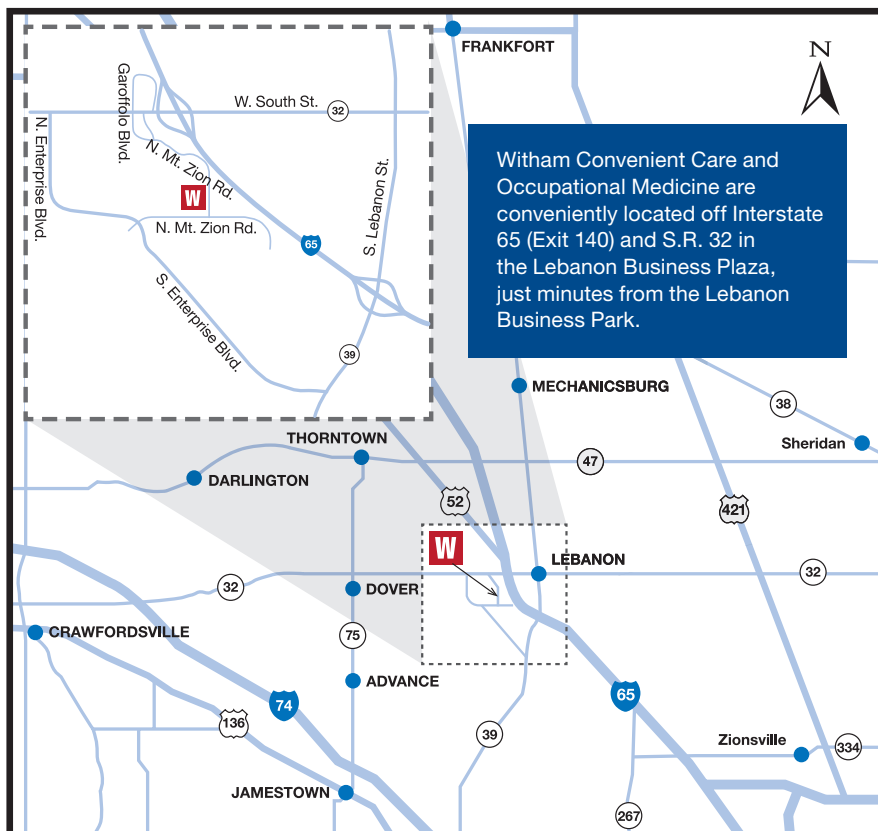 FRANKFORT
N
Garoffolo Blvd.
W. South St.
32
N. Enterprise Blvd.
N. Mt. Zion Rd.
W
N. Mt. Zion Rd.
S. Lebanon St.
65
S. Enterprise Blvd.
39
Witham Convenient Care and
Occupational Medicine are
conveniently located off Interstate
65 (Exit 140) and S.R. 32 in
the Lebanon Business Plaza,
just minutes from the Lebanon
Business Park.
MECHANICSBURG
38
Sheridan
THORNTOWN
47
DARLINGTON
52
421
W
LEBANON
32
32
DOVER
CRAWFORDSVILLE
75
ADVANCE
65
74
136
39
Zionsville
334
JAMESTOWN
267